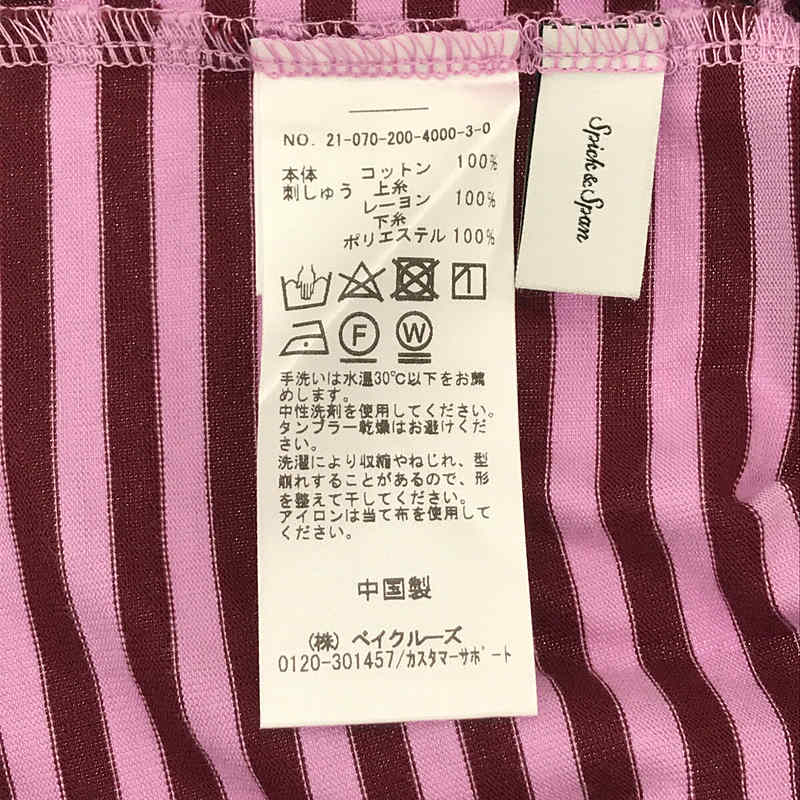 NO. 21-070-200-4000-3-0
本体 コットン 100%
刺しゅう 上糸
レーヨン 100%
下糸
ポリエステル 100%
F W
手洗いは水温30℃以下をお薦
めします。
中性洗剤を使用してください。
タンブラー乾燥はお避けくだ
さい。
洗濯により収縮やねじれ、型
崩れすることがあるので、形
を整えて干してください。
アイロンは当て布を使用して
ください。
中国製
(株) ベイクルーズ
0120-301457/カスタマーサポート
Spick & Span